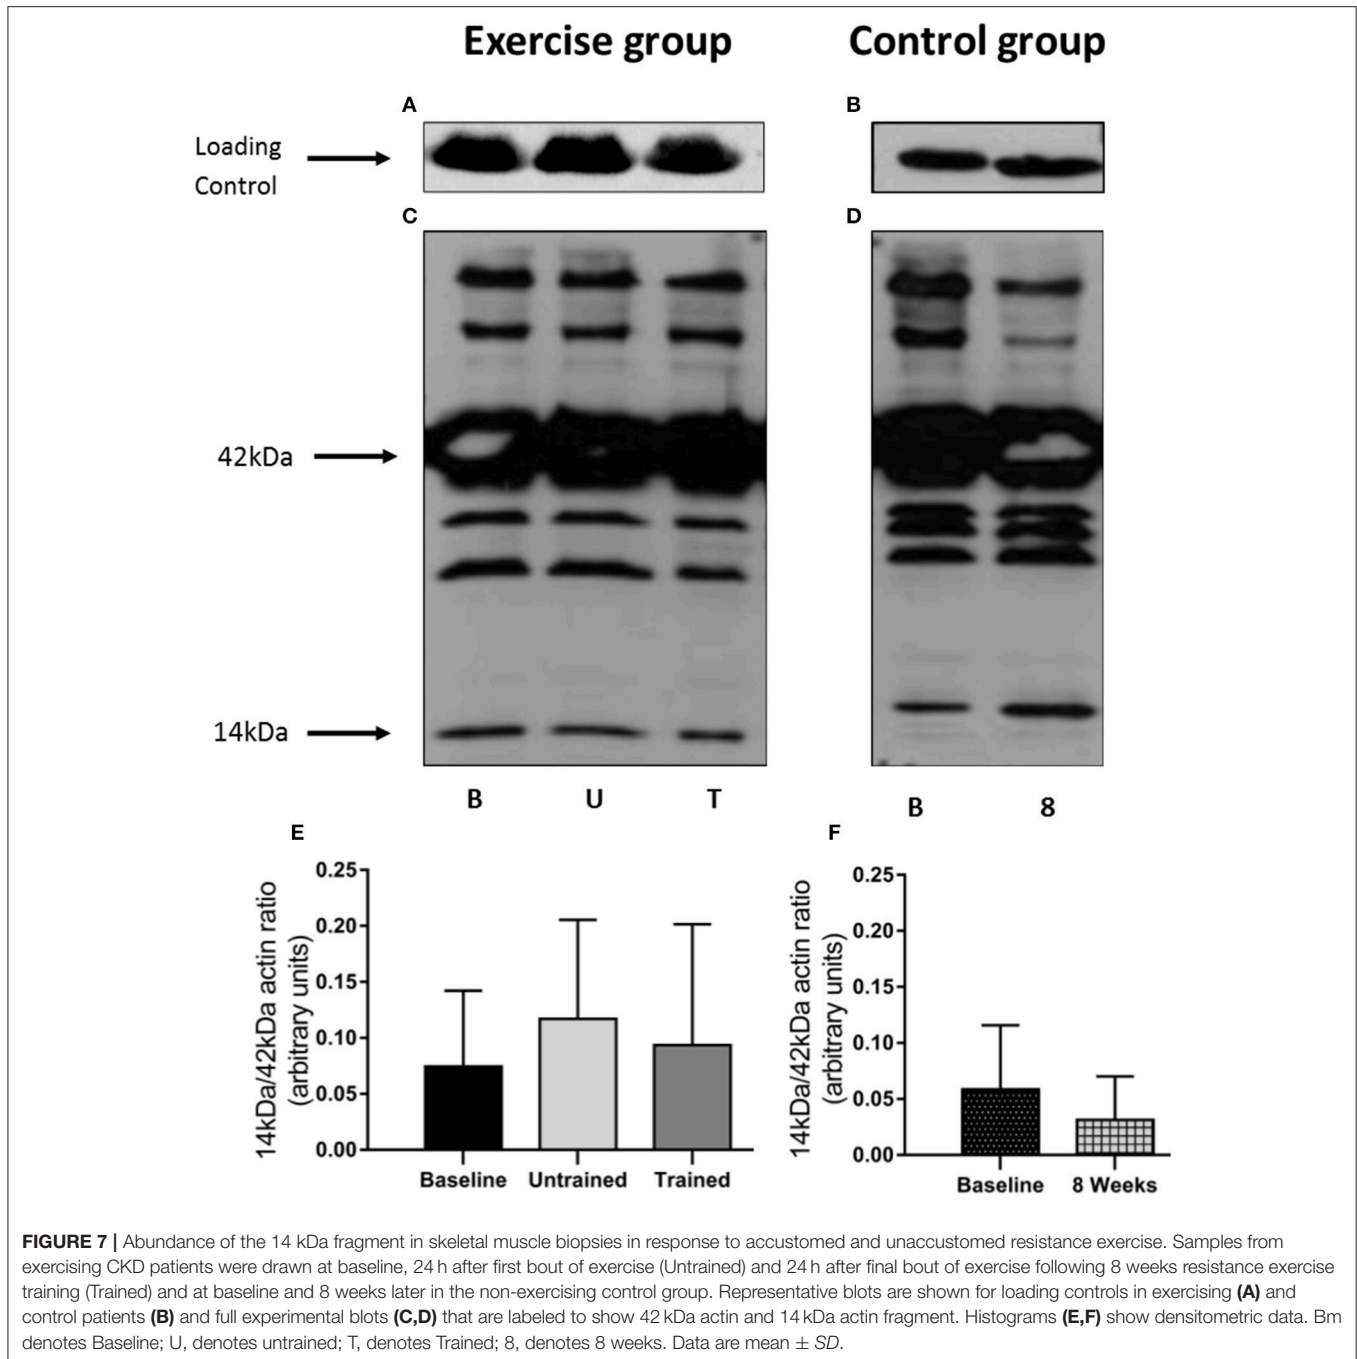 Exercise group
Control group
A
B
Loading
Control
C
D
42kDa
14kDa
B
U
T
B
8
E
F
14kDa/42kDa actin ratio
(arbitrary units)
0.25
0.20
0.15
0.10
0.05
0.00
Baseline
Untrained
Trained
14kDa/42kDa actin ratio
(arbitrary units)
0.25
0.20
0.15
0.10
0.05
0.00
Baseline
8 Weeks
FIGURE 7 | Abundance of the 14 kDa fragment in skeletal muscle biopsies in response to accustomed and unaccustomed resistance exercise. Samples from
exercising CKD patients were drawn at baseline, 24 h after first bout of exercise (Untrained) and 24 h after final bout of exercise following 8 weeks resistance exercise
training (Trained) and at baseline and 8 weeks later in the non-exercising control group. Representative blots are shown for loading controls in exercising (A) and
control patients (B) and full experimental blots (C,D) that are labeled to show 42 kDa actin and 14 kDa actin fragment. Histograms (E,F) show densitometric data. Bm
denotes Baseline; U, denotes untrained; T, denotes Trained; 8, denotes 8 weeks. Data are mean ± SD.